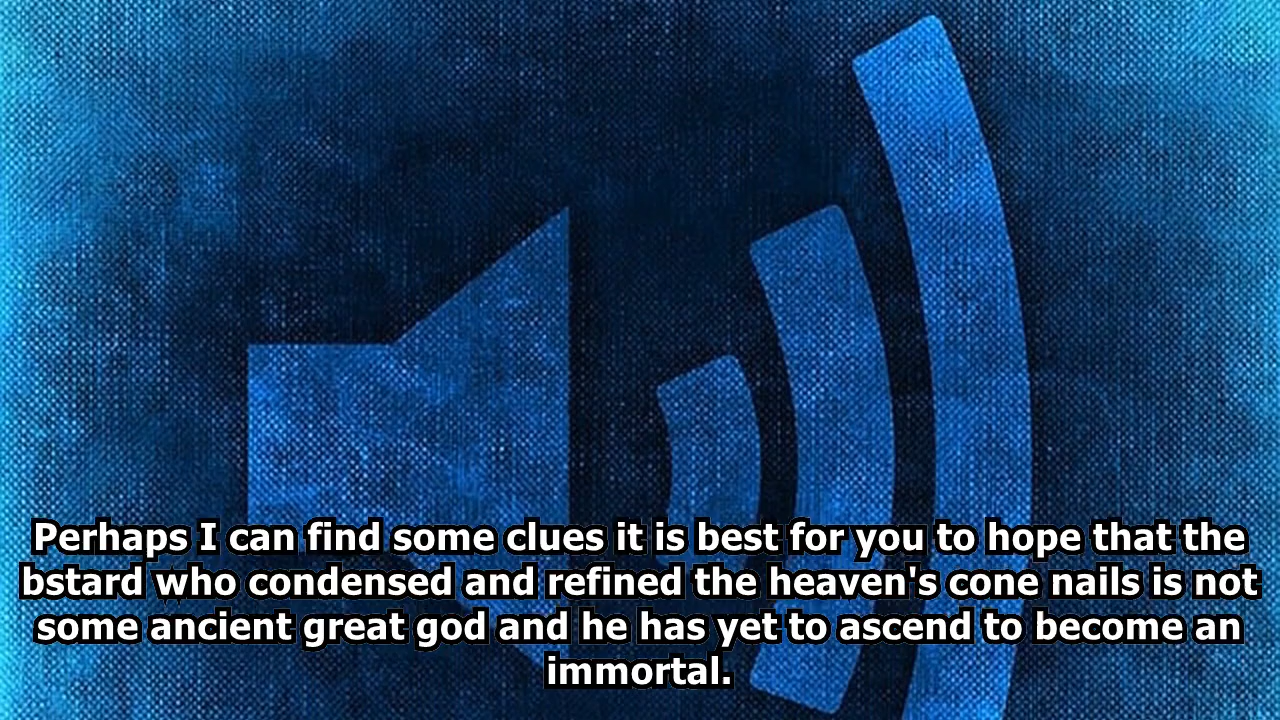 Perhaps I can find some clues it is best for you to hope that the
bstard who condensed and refined the heaven's cone nails is not
some ancient great god and he has yet to ascend to become an
immortal.